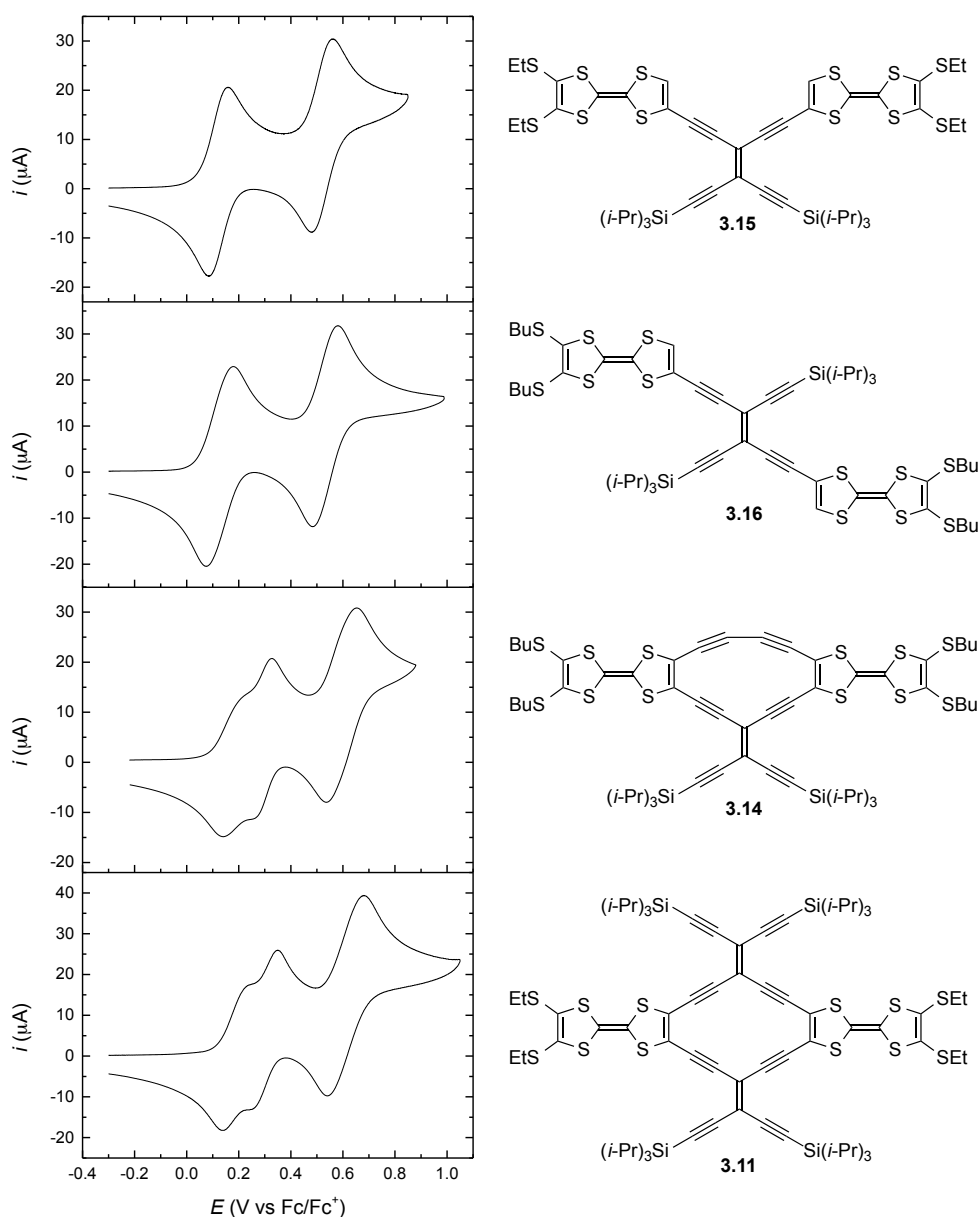 30
20
10
0
-10
-20
i (μA)
EtS
EtS
S
S
S
S
S
S
S
S
SEt
SEt
(i-Pr)3Si
Si(i-Pr)3
3.15
30
20
10
0
-10
-20
i (μA)
BuS
BuS
S
S
S
S
Si(i-Pr)3
(i-Pr)3Si
S
S
S
S
SBu
SBu
3.16
30
20
10
0
-10
-20
i (μA)
BuS
BuS
S
S
S
S
S
S
S
S
SBu
SBu
(i-Pr)3Si
Si(i-Pr)3
3.14
40
30
20
10
0
-10
-20
i (μA)
(i-Pr)3Si
Si(i-Pr)3
EtS
EtS
S
S
S
S
S
S
S
S
SEt
SEt
(i-Pr)3Si
Si(i-Pr)3
3.11
-0.4 -0.2 0.0 0.2 0.4 0.6 0.8 1.0
E (V vs Fc/Fc+)